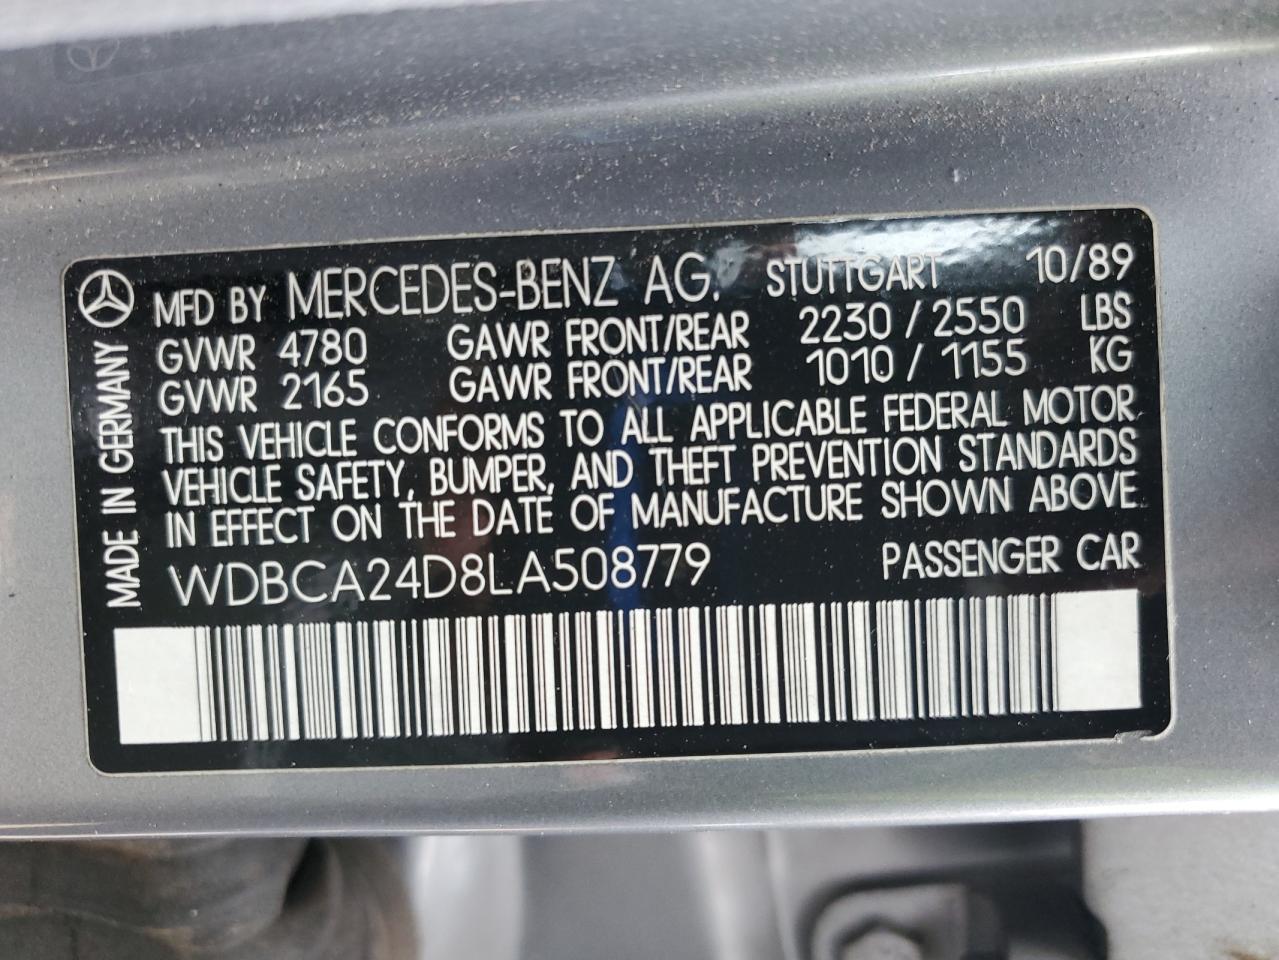 MFD BY MERCEDES-BENZ AG. STUTTGART 10/89
GVWR 4780 GAWR FRONT/REAR 2230 / 2550 LBS
GVWR 2165 GAWR FRONT/REAR 1010 / 1155 KG
THIS VEHICLE CONFORMS TO ALL APPLICABLE FEDERAL MOTOR
VEHICLE SAFETY, BUMPER, AND THEFT PREVENTION STANDARDS
IN EFFECT ON THE DATE OF MANUFACTURE SHOWN ABOVE.
WDBCA24D8LA508779 PASSENGER CAR
MADE IN GERMANY